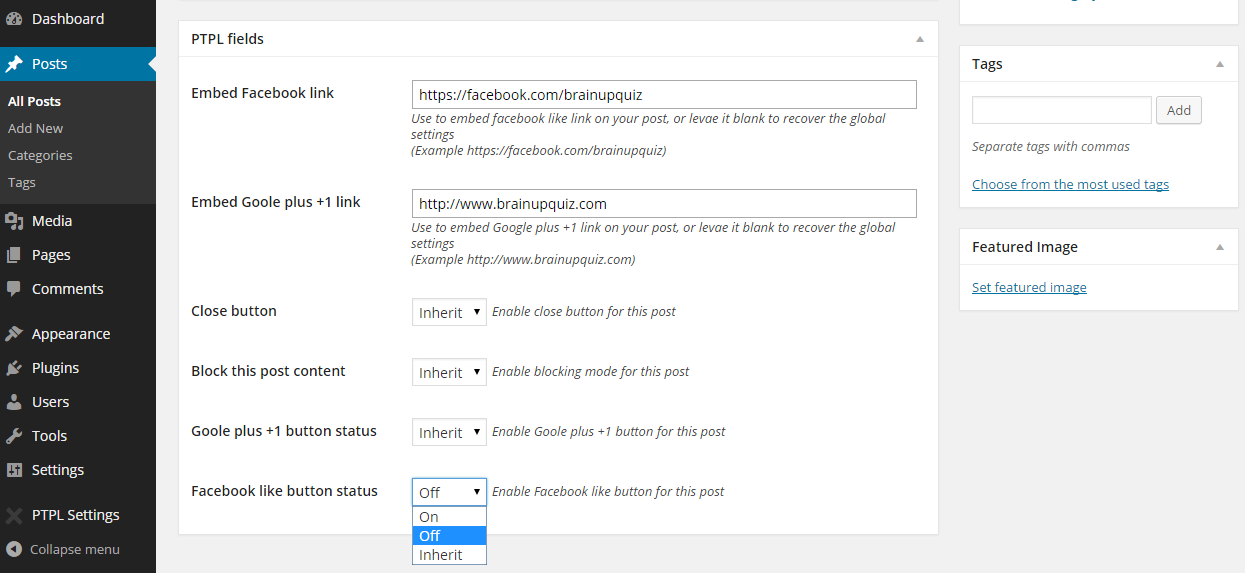 Dashboard
Posts
All Posts
Add New
Categories
Tags
Media
Pages
Comments
Appearance
Plugins
Users
Tools
Settings
PTPL Settings
Collapse menu
PTPL fields
Embed Facebook link
https://facebook.com/brainupquiz
Use to embed facebook like link on your post, or levae it blank to recover the global
settings
(Example https://facebook.com/brainupquiz)
Embed Goole plus +1 link
http://www.brainupquiz.com
Use to embed Google plus +1 link on your post, or levae it blank to recover the global
settings
(Example http://www.brainupquiz.com)
Close button
Inherit
Enable close button for this post
Block this post content
Inherit
Enable blocking mode for this post
Goole plus +1 button status
Inherit
Enable Goole plus +1 button for this post
Facebook like button status
Off
Enable Facebook like button for this post
On
Off
Inherit
Tags
Add
Separate tags with commas
Choose from the most used tags
Featured Image
Set featured image